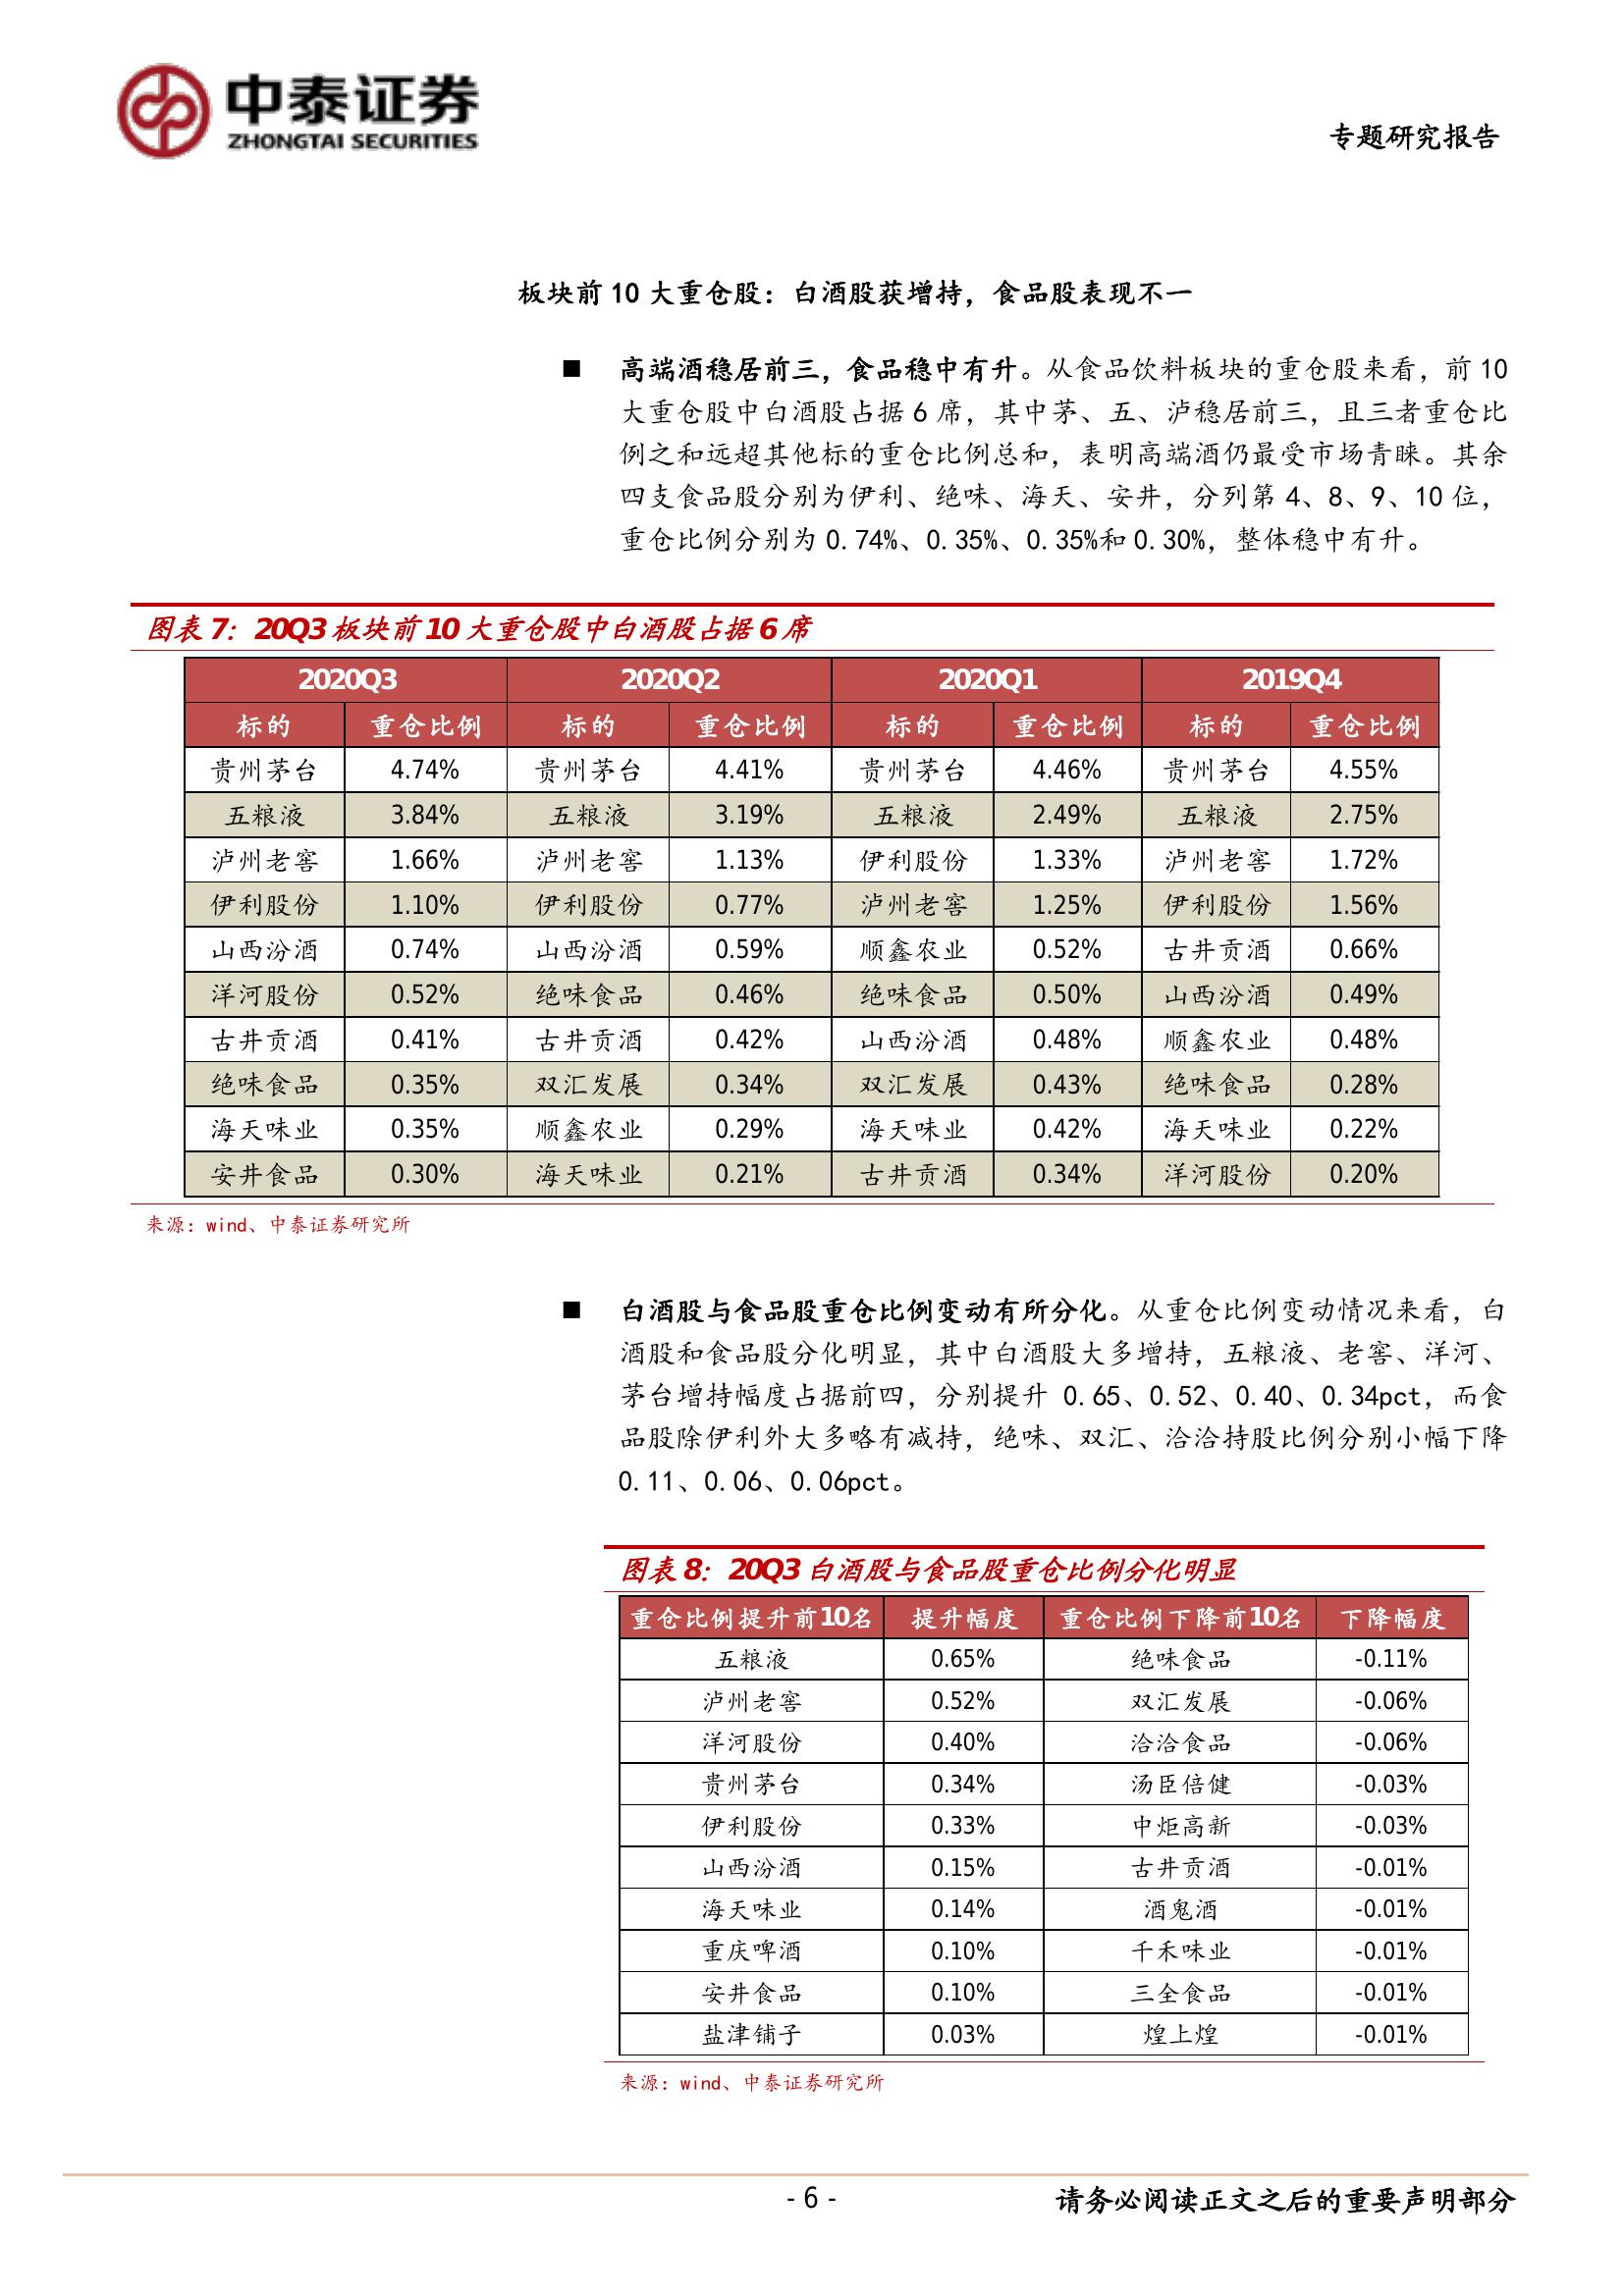 中泰证券
ZHONGTAI SECURITIES
专题研究报告
板块前 10 大重仓股：白酒股获增持，食品股表现不一
■ 高端酒稳居前三，食品稳中有升。从食品饮料板块的重仓股来看，前 10
大重仓股中白酒股占据 6 席，其中茅、五、泸稳居前三，且三者重仓比
例之和远超其他标的重仓比例总和，表明高端酒仍最受市场青睐。其余
四支食品股分别为伊利、绝味、海天、安井，分列第 4、8、9、10 位，
重仓比例分别为 0.74%、0.35%、0.35%和 0.30%，整体稳中有升。
图表 7：20Q3 板块前 10 大重仓股中白酒股占据 6 席
2020Q3 2020Q2 2020Q1 2019Q4
标的 重仓比例 标的 重仓比例 标的 重仓比例 标的 重仓比例
贵州茅台 4.74% 贵州茅台 4.41% 贵州茅台 4.46% 贵州茅台 4.55%
五粮液 3.84% 五粮液 3.19% 五粮液 2.49% 五粮液 2.75%
泸州老窖 1.66% 泸州老窖 1.13% 伊利股份 1.33% 泸州老窖 1.72%
伊利股份 1.10% 伊利股份 0.77% 泸州老窖 1.25% 伊利股份 1.56%
山西汾酒 0.74% 山西汾酒 0.59% 顺鑫农业 0.52% 古井贡酒 0.66%
洋河股份 0.52% 绝味食品 0.46% 绝味食品 0.50% 山西汾酒 0.49%
古井贡酒 0.41% 古井贡酒 0.42% 山西汾酒 0.48% 顺鑫农业 0.48%
绝味食品 0.35% 双汇发展 0.34% 双汇发展 0.43% 绝味食品 0.28%
海天味业 0.35% 顺鑫农业 0.29% 海天味业 0.42% 海天味业 0.22%
安井食品 0.30% 海天味业 0.21% 古井贡酒 0.34% 洋河股份 0.20%
来源：wind、中泰证券研究所
■ 白酒股与食品股重仓比例变动有所分化。从重仓比例变动情况来看，白
酒股和食品股分化明显，其中白酒股大多增持，五粮液、老窖、洋河、
茅台增持幅度占据前四，分别提升 0.65、0.52、0.40、0.34pct，而食
品股除伊利外大多略有减持，绝味、双汇、洽洽持股比例分别小幅下降
0.11、0.06、0.06pct。
图表 8：20Q3 白酒股与食品股重仓比例分化明显
重仓比例提升前10名 提升幅度 重仓比例下降前10名 下降幅度
五粮液 0.65% 绝味食品 -0.11%
泸州老窖 0.52% 双汇发展 -0.06%
洋河股份 0.40% 洽洽食品 -0.06%
贵州茅台 0.34% 汤臣倍健 -0.03%
伊利股份 0.33% 中炬高新 -0.03%
山西汾酒 0.15% 古井贡酒 -0.01%
海天味业 0.14% 酒鬼酒 -0.01%
重庆啤酒 0.10% 千禾味业 -0.01%
安井食品 0.10% 三全食品 -0.01%
盐津铺子 0.03% 煌上煌 -0.01%
来源：wind、中泰证券研究所
- 6 -
请务必阅读正文之后的重要声明部分